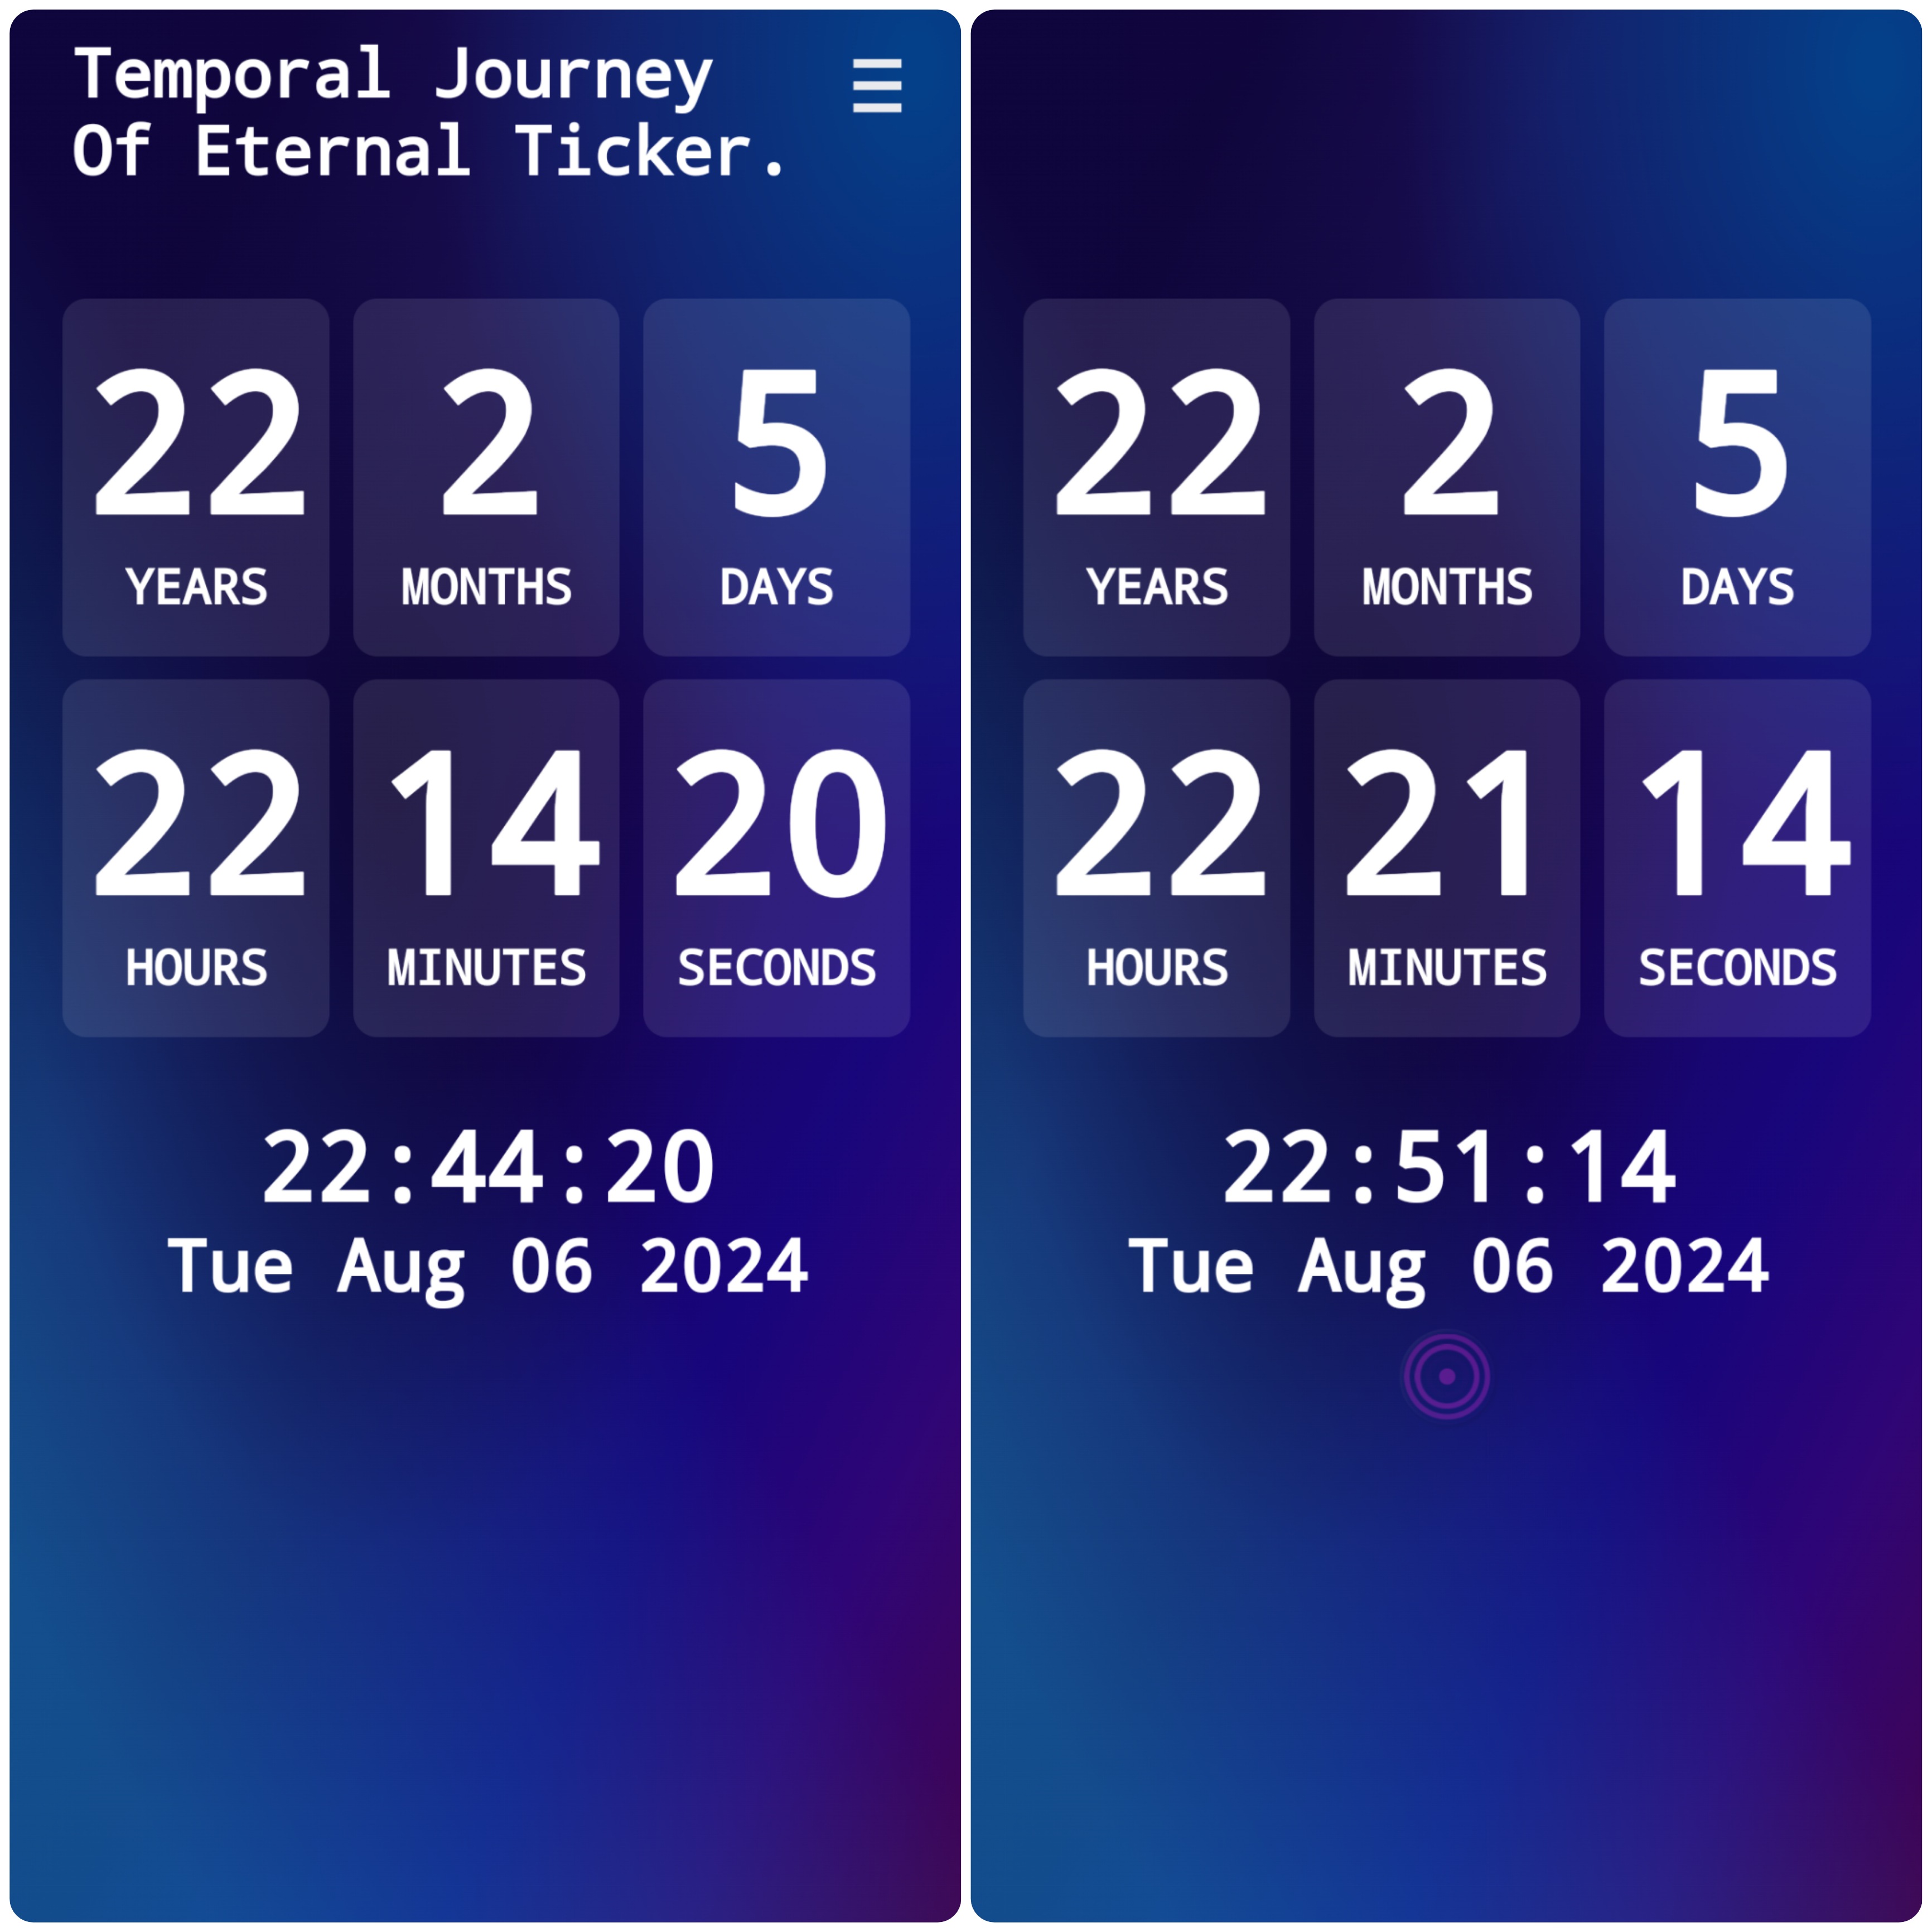 Temporal Journey
Of Eternal Ticker.
22 2 5
YEARS MONTHS DAYS
22 14 20
HOURS MINUTES SECONDS
22:44:20
Tue Aug 06 2024
22 2 5
YEARS MONTHS DAYS
22 21 14
HOURS MINUTES SECONDS
22:51:14
Tue Aug 06 2024